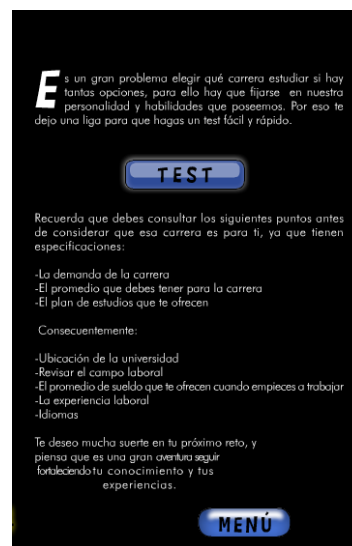 Es un gran problema elegir qué carrera estudiar si hay
tantas opciones, para ello hay que fijarse en nuestra
personalidad y habilidades que poseemos. Por eso te
dejo una liga para que hagas un test fácil y rápido.
TEST
Recuerda que debes consultar los siguientes puntos antes
de considerar que esa carrera es para ti, ya que tienen
especificaciones:
-La demanda de la carrera
-El promedio que debes tener para la carrera
-El plan de estudios que te ofrecen
Consecuentemente:
-Ubicación de la universidad
-Revisar el campo laboral
-El promedio de sueldo que te ofrecen cuando empieces a trabajar
-La experiencia laboral
-Idiomas
Te deseo mucha suerte en tu próximo reto, y
piensa que es una gran aventura seguir
fortaleciendo tu conocimiento y tus
experiencias.
MENÚ